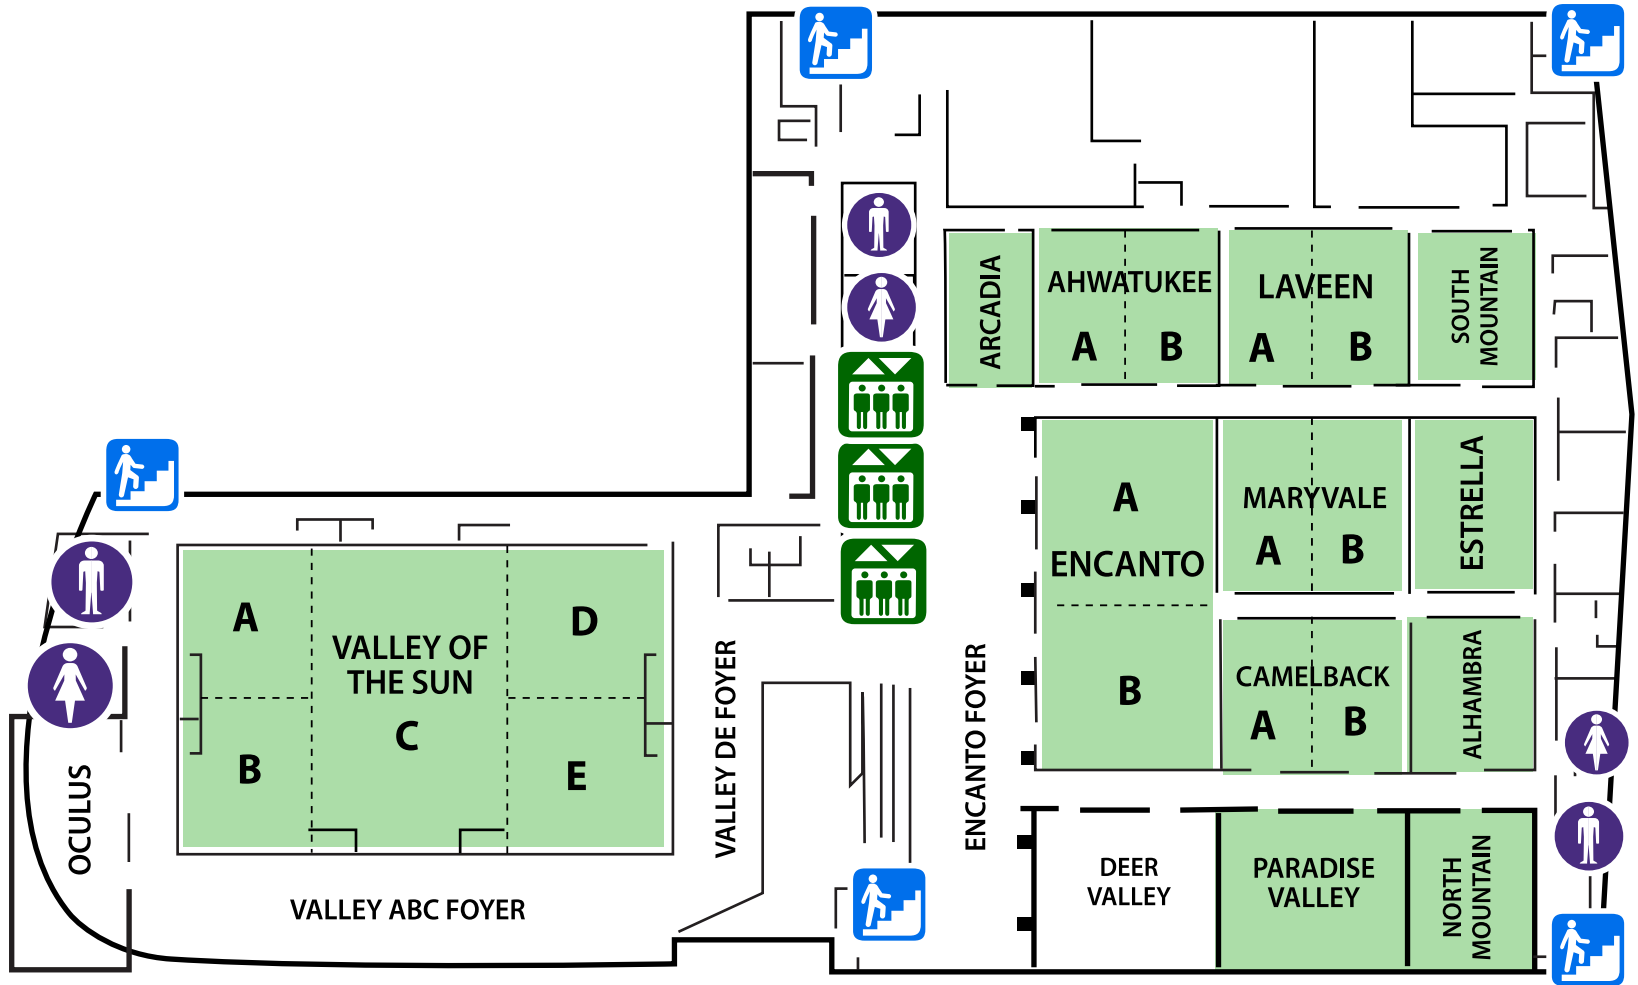 ARCADIA
AHWATUKEE
A B
LAVEEN
A B
SOUTH
MOUNTAIN
A
ENCANTO
B
MARYVALE
A B
ESTRELLA
CAMELBACK
A B
ALHAMBRA
A
B
VALLEY OF
THE SUN
C
D
E
OCULUS
VALLEY ABC FOYER
VALLEY DE FOYER
ENCANTO FOYER
DEER
VALLEY
PARADISE
VALLEY
NORTH
MOUNTAIN